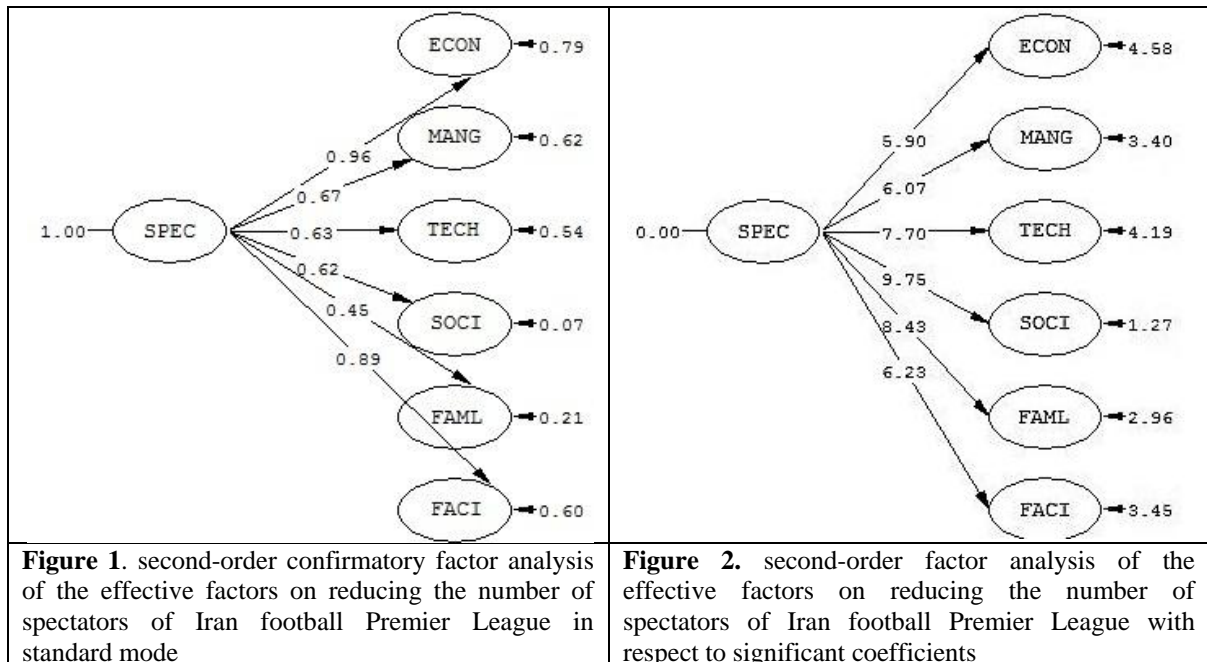 ECON
0.79
MANG
0.62
0.96
0.67
1.00
SPEC
0.63
TECH
0.54
0.62
0.45
SOCI
0.07
0.89
FAML
0.21
FACI
0.60
Figure 1. second-order confirmatory factor analysis
of the effective factors on reducing the number of
spectators of Iran football Premier League in
standard mode
ECON
4.58
5.90
MANG
3.40
6.07
0.00
SPEC
7.70
TECH
4.19
9.75
SOCI
1.27
8.43
6.23
FAML
2.96
FACI
3.45
Figure 2. second-order factor analysis of the
effective factors on reducing the number of
spectators of Iran football Premier League with
respect to significant coefficients